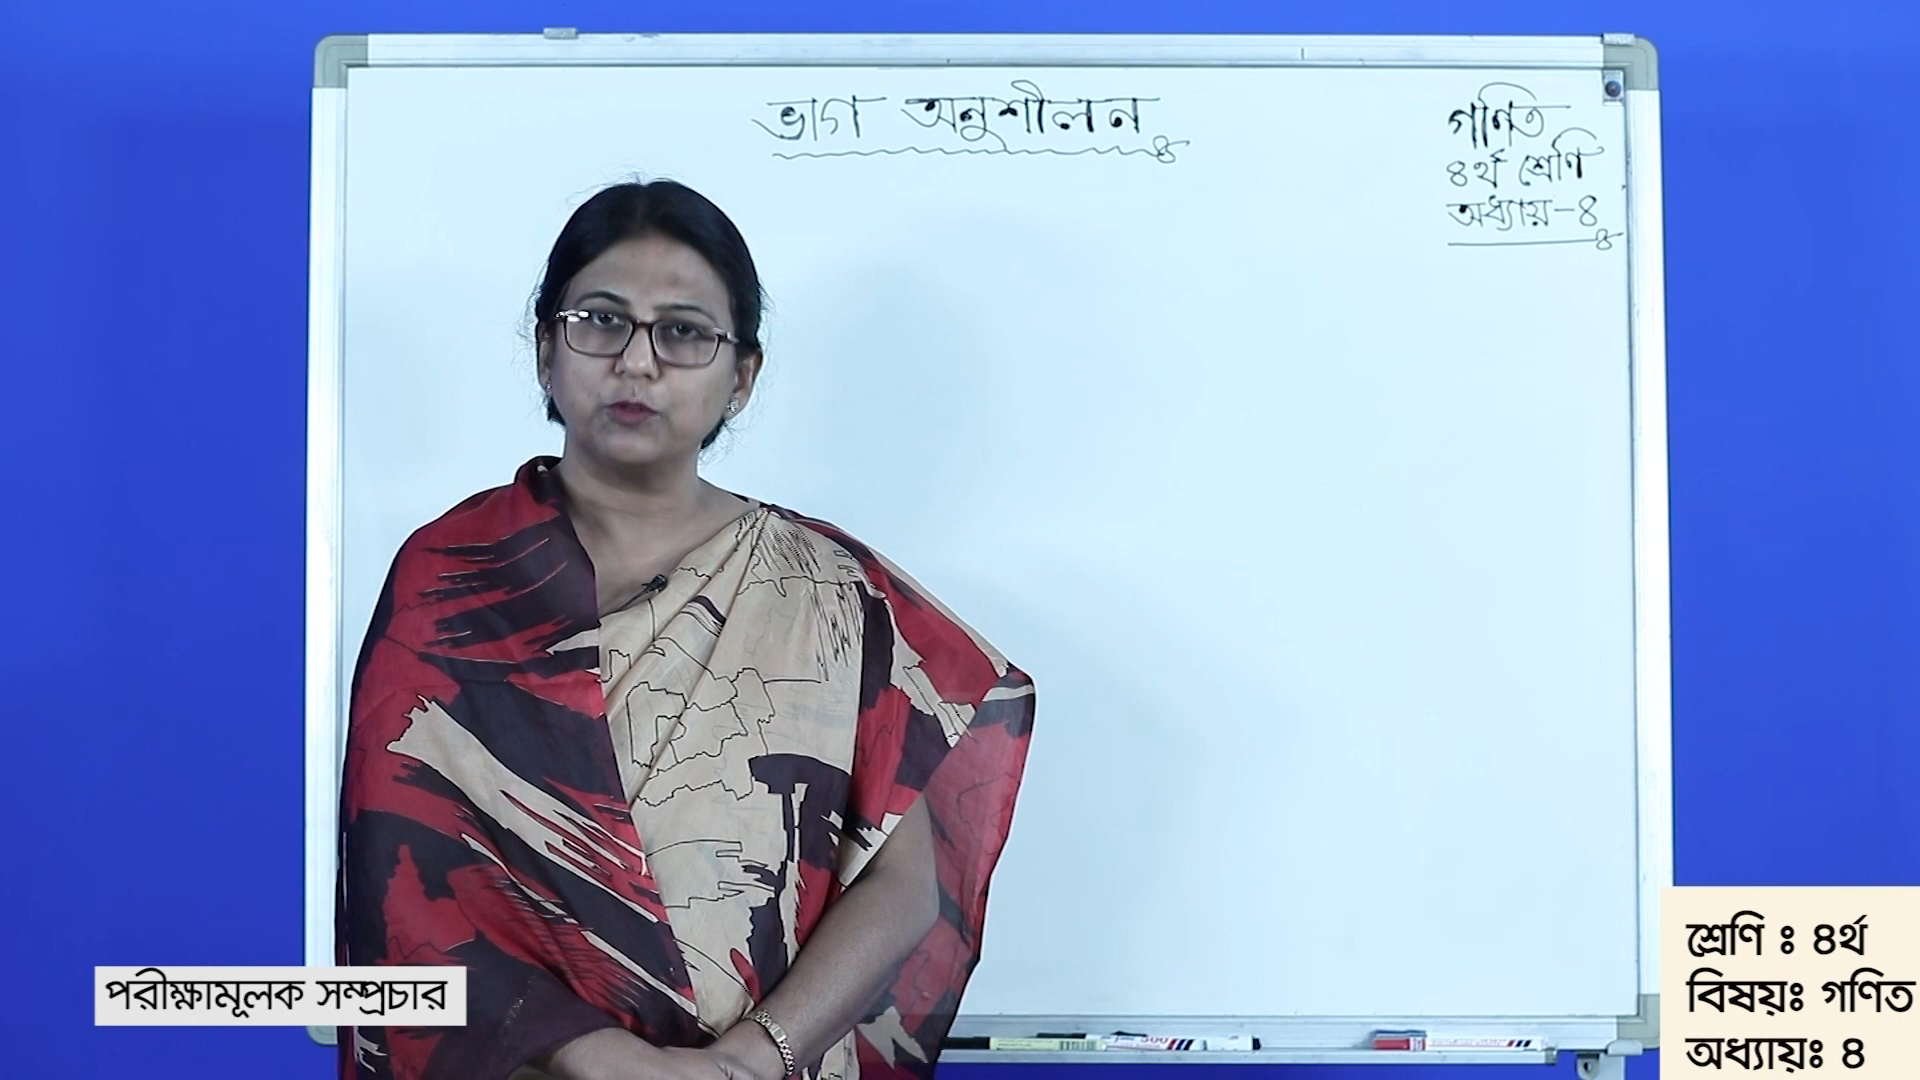 ভাগ অনুশীলন
গণিত
৪র্থ শ্রেণি
অধ্যায়-৪
পরীক্ষামূলক সম্প্রচার
শ্রেণি ঃ ৪র্থ
বিষয়ঃ গণিত
অধ্যায়ঃ ৪